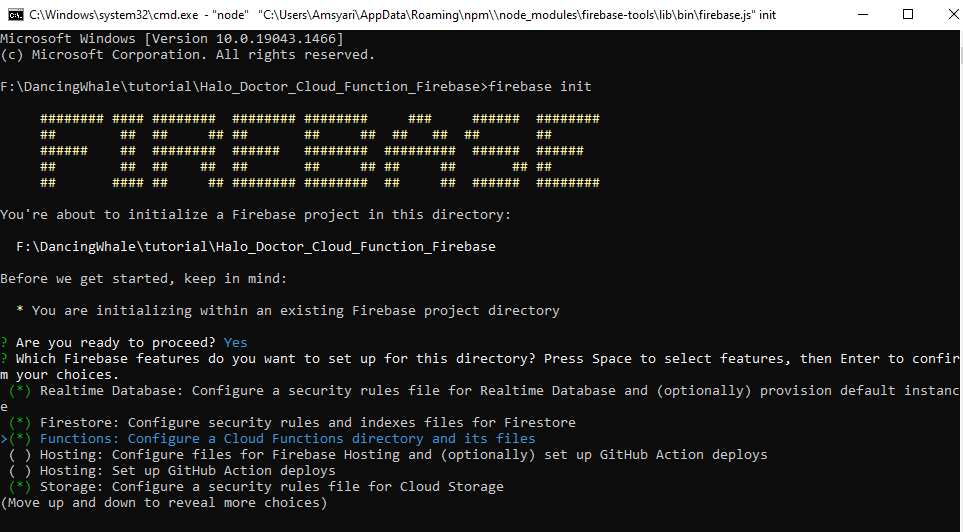 C:\Windows\system32\cmd.exe - "node" "C:\Users\Amsyari\AppData\Roaming\npm\\node_modules\firebase-tools\lib\bin\firebase.js" init
Microsoft Windows [Version 10.0.19043.1466]
(c) Microsoft Corporation. All rights reserved.
F:\DancingWhale\tutorial\Halo_Doctor_Cloud_Function_Firebase>firebase init
FIREBASE
You're about to initialize a Firebase project in this directory:
F:\DancingWhale\tutorial\Halo_Doctor_Cloud_Function_Firebase
Before we get started, keep in mind:
* You are initializing within an existing Firebase project directory
? Are you ready to proceed? Yes
? Which Firebase features do you want to set up for this directory? Press Space to select features, then Enter to confir
m your choices.
(*) Realtime Database: Configure a security rules file for Realtime Database and (optionally) provision default instanc
e
(*) Firestore: Configure security rules and indexes files for Firestore
>(*) Functions: Configure a Cloud Functions directory and its files
( ) Hosting: Configure files for Firebase Hosting and (optionally) set up GitHub Action deploys
( ) Hosting: Set up GitHub Action deploys
(*) Storage: Configure a security rules file for Cloud Storage
(Move up and down to reveal more choices)